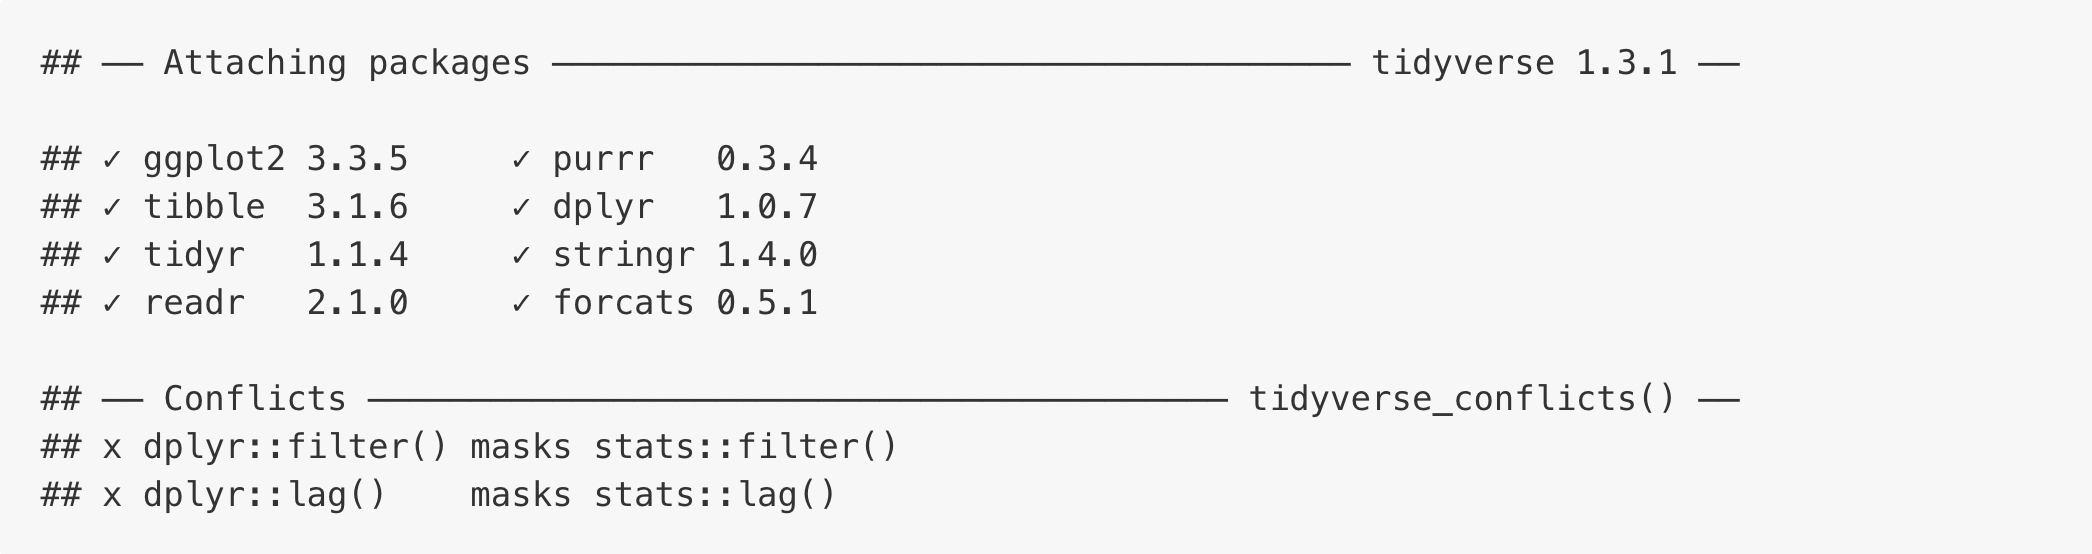 ## ── Attaching packages ─────────────────────────────────────── tidyverse 1.3.1 ──
## ✓ ggplot2 3.3.5     ✓ purrr   0.3.4
## ✓ tibble  3.1.6     ✓ dplyr   1.0.7
## ✓ tidyr   1.1.4     ✓ stringr 1.4.0
## ✓ readr   2.1.0     ✓ forcats 0.5.1
## ── Conflicts ────────────────────────────────────────── tidyverse_conflicts() ──
## x dplyr::filter() masks stats::filter()
## x dplyr::lag()    masks stats::lag()